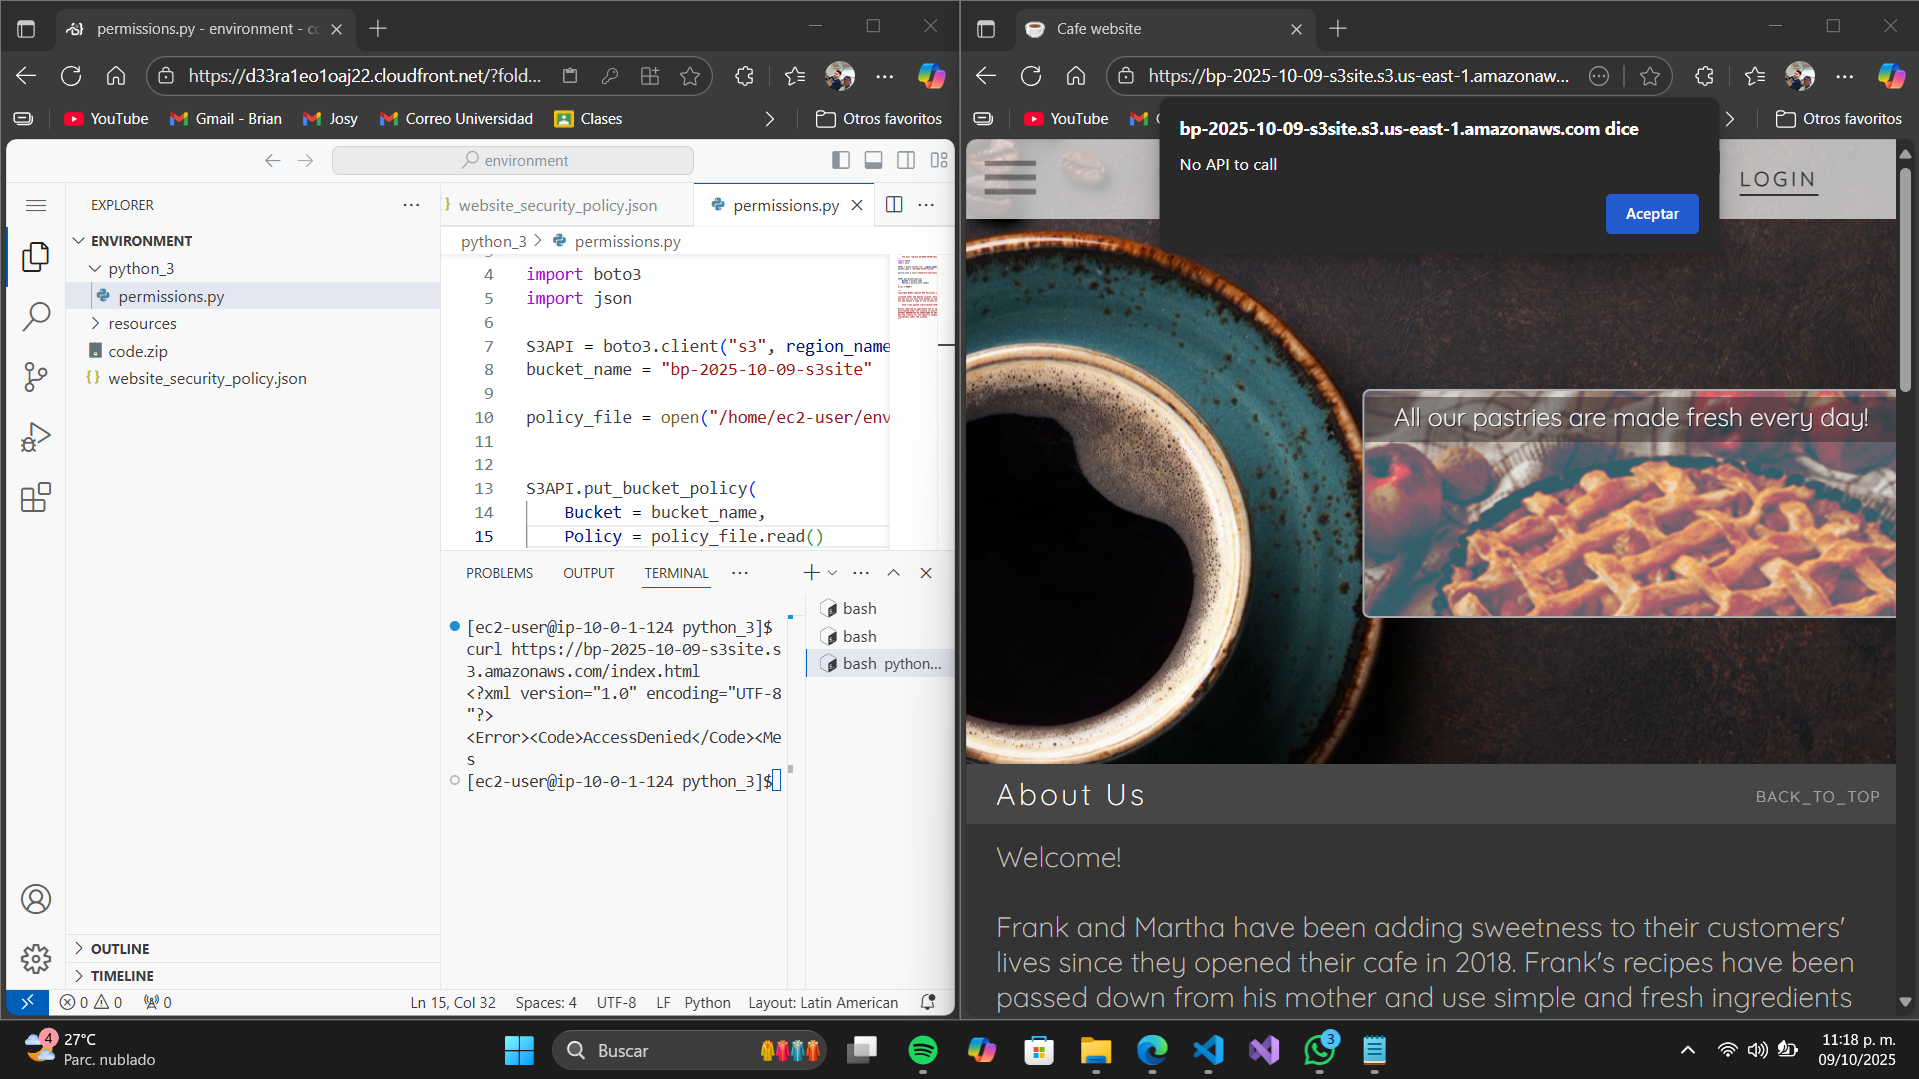 permissions.py - environment - co
https://d33ra1eo1oaj22.cloudfront.net/?fold...
YouTube
Gmail - Brian
Josy
Correo Universidad
Clases
Otros favoritos
environment
EXPLORER
ENVIRONMENT
python_3
permissions.py
resources
code.zip
website_security_policy.json
OUTLINE
TIMELINE
website_security_policy.json
permissions.py
python_3 > permissions.py
4 import boto3
5 import json
6
7 S3API = boto3.client("s3", region_name
8 bucket_name = "bp-2025-10-09-s3site"
9
10 policy_file = open("/home/ec2-user/env
11
12
13 S3API.put_bucket_policy(
14 Bucket = bucket_name,
15 Policy = policy_file.read()
PROBLEMS
OUTPUT
TERMINAL
bash
bash
bash python...
[ec2-user@ip-10-0-1-124 python_3]$
curl https://bp-2025-10-09-s3site.s
3.amazonaws.com/index.html
<?xml version="1.0" encoding="UTF-8
"?>
<Error><Code>AccessDenied</Code><Me
s
[ec2-user@ip-10-0-1-124 python_3]$
0 0
0
Ln 15, Col 32
Spaces: 4
UTF-8
LF
Python
Layout: Latin American
Cafe website
https://bp-2025-10-09-s3site.s3.us-east-1.amazonaw...
YouTube
Otros favoritos
bp-2025-10-09-s3site.s3.us-east-1.amazonaws.com dice
No API to call
Aceptar
LOGIN
All our pastries are made fresh every day!
About Us
BACK_TO_TOP
Welcome!
Frank and Martha have been adding sweetness to their customers'
lives since they opened their cafe in 2018. Frank's recipes have been
passed down from his mother and use simple and fresh ingredients
4
27°C
Parc. nublado
Buscar
3
11:18 p. m.
09/10/2025